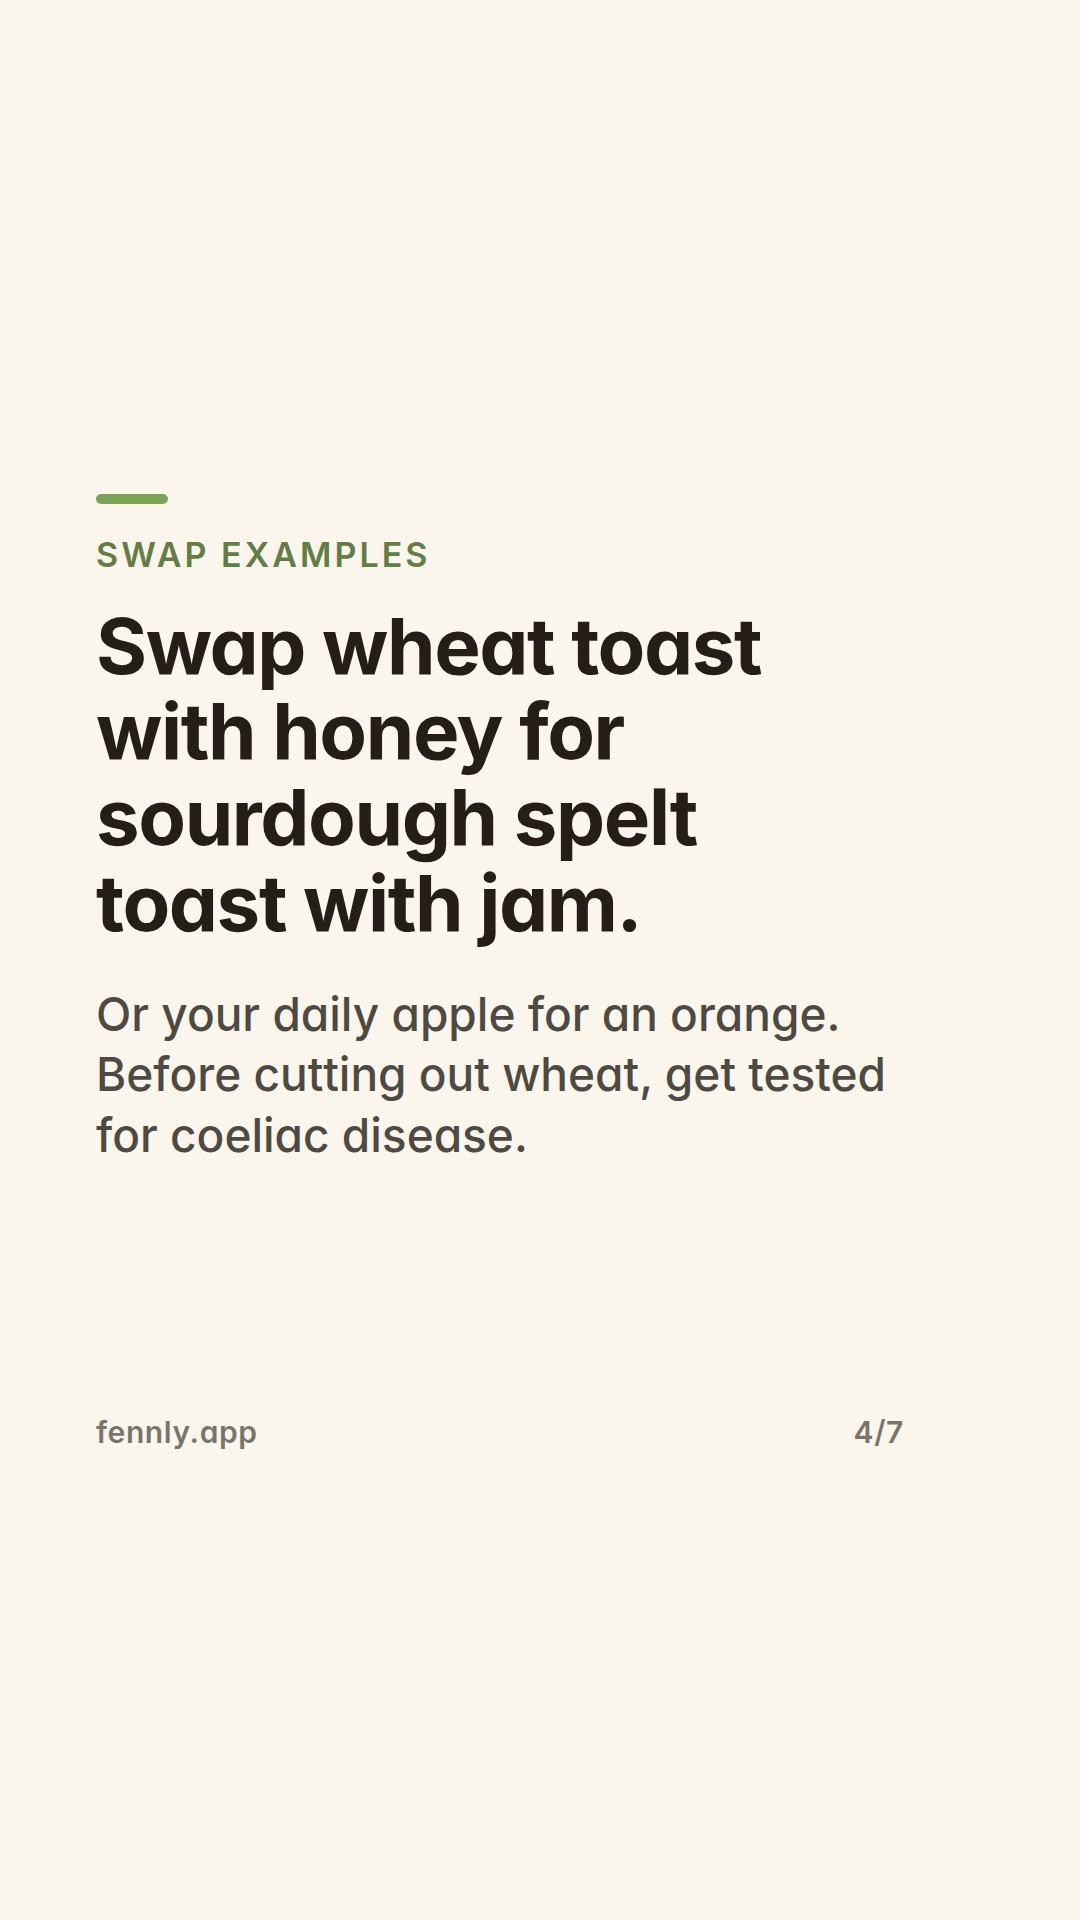 SWAP EXAMPLES
Swap wheat toast
with honey for
sourdough spelt
toast with jam.
Or your daily apple for an orange.
Before cutting out wheat, get tested
for coeliac disease.
fennly.app
4/7